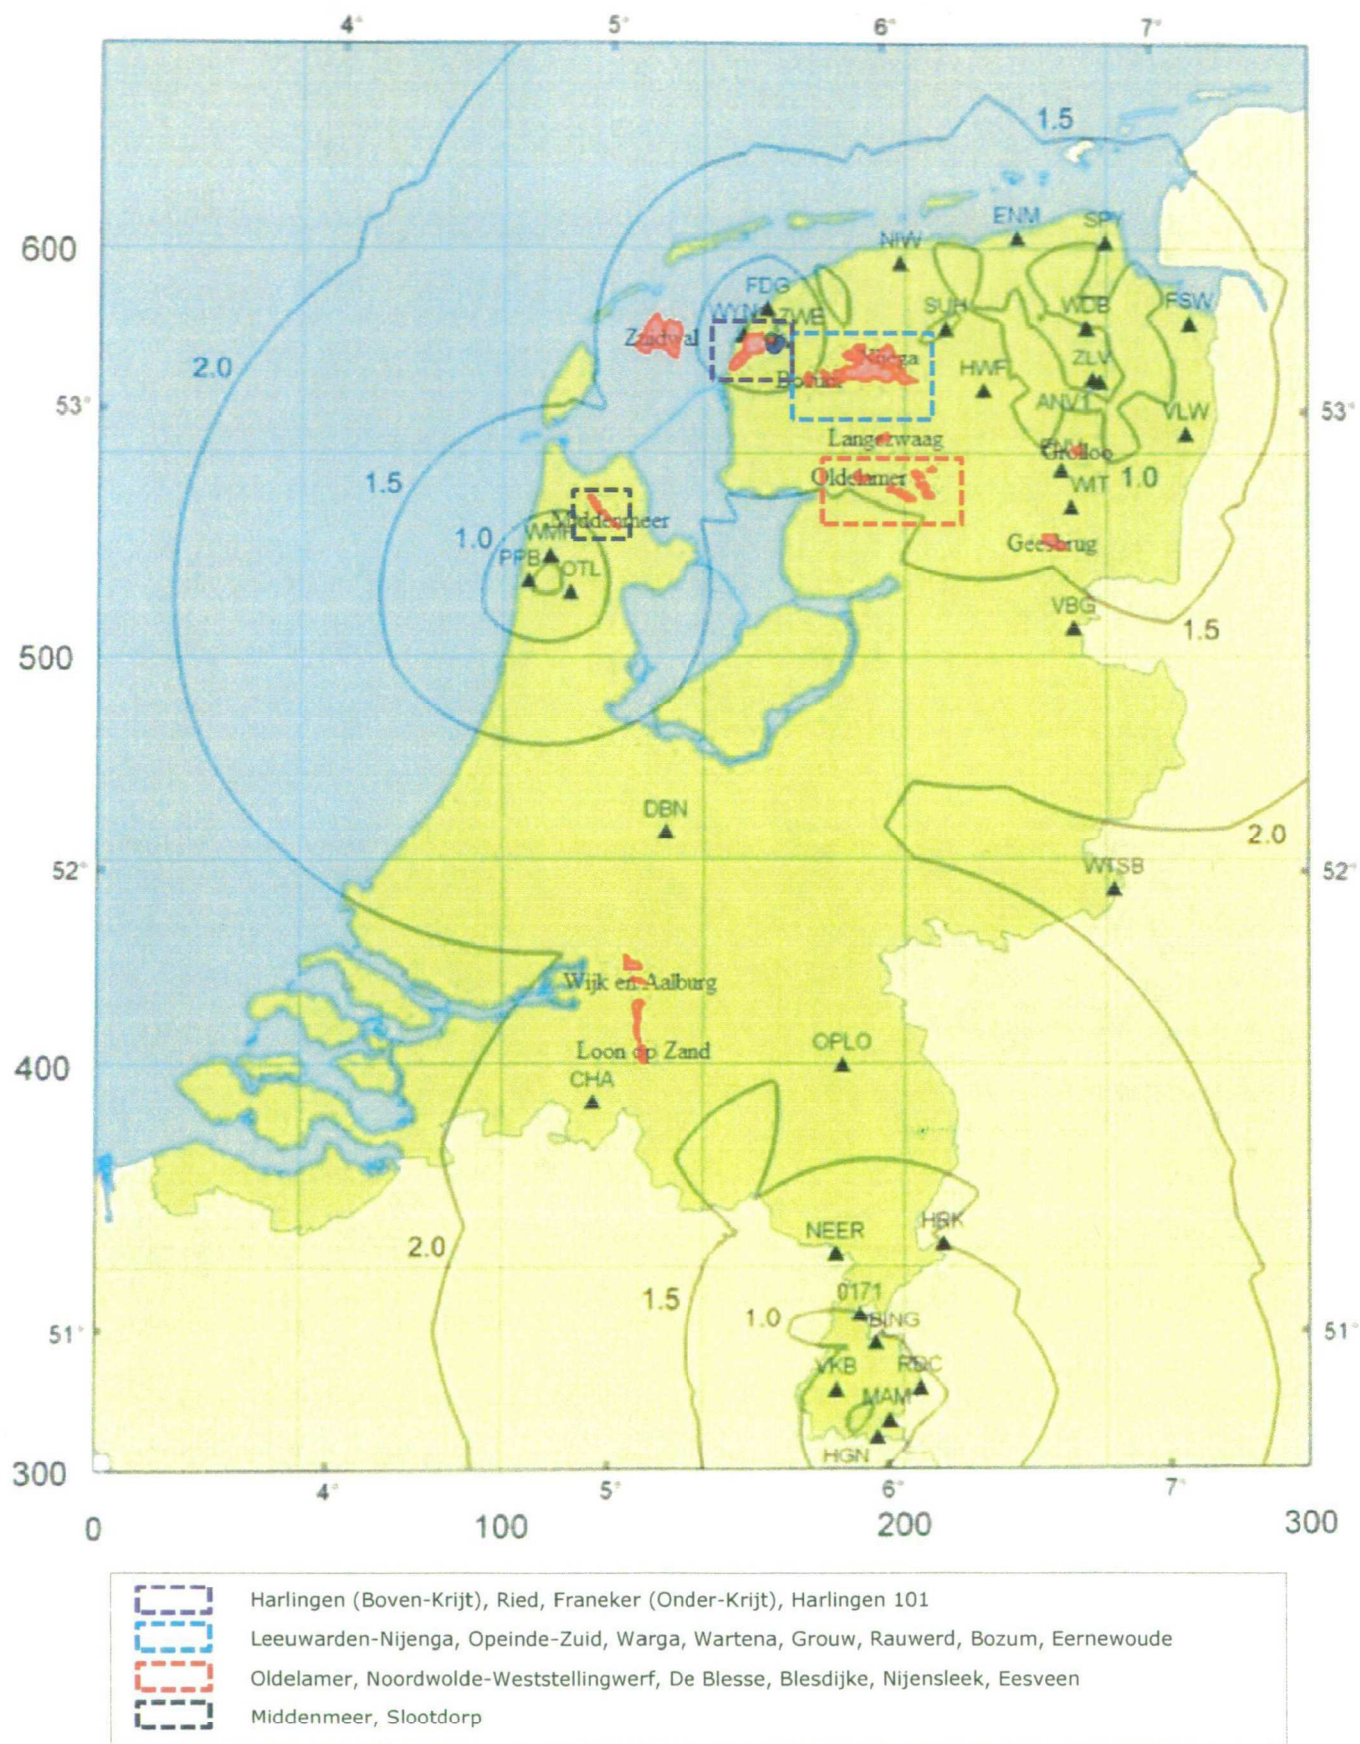 4° 5° 6° 7°
1.5
ENM SPY
600
NIW
FDG
WYN ZWE SUH WDB FSW
Zuidwal
2.0
Nijega
HWF ZLV
Bozum
53° 53°
ANV1
VLW
Langezwaag
Grolloo
1.5
Oldelamer
1.0
WIT
Middenmeer
1.0 WMH
PPB OTL
Geesbrug
VBG
1.5
500
DBN
2.0
52° WTSB 52°
Wijk en Aalburg
OPLO
Loon op Zand
400
CHA
HRK
NEER
2.0
0171
1.5
1.0 BING
51° 51°
VKB RDC
MAM
HGN
300
4° 5° 6° 7°
0 100 200 300
Harlingen (Boven-Krijt), Ried, Franeker (Onder-Krijt), Harlingen 101
Leeuwarden-Nijenga, Opeinde-Zuid, Warga, Wartena, Grouw, Rauwerd, Bozum, Eernewoude
Oldelamer, Noordwolde-Weststellingwerf, De Blesse, Blesdijke, Nijensleek, Eesveen
Middenmeer, Slootdorp